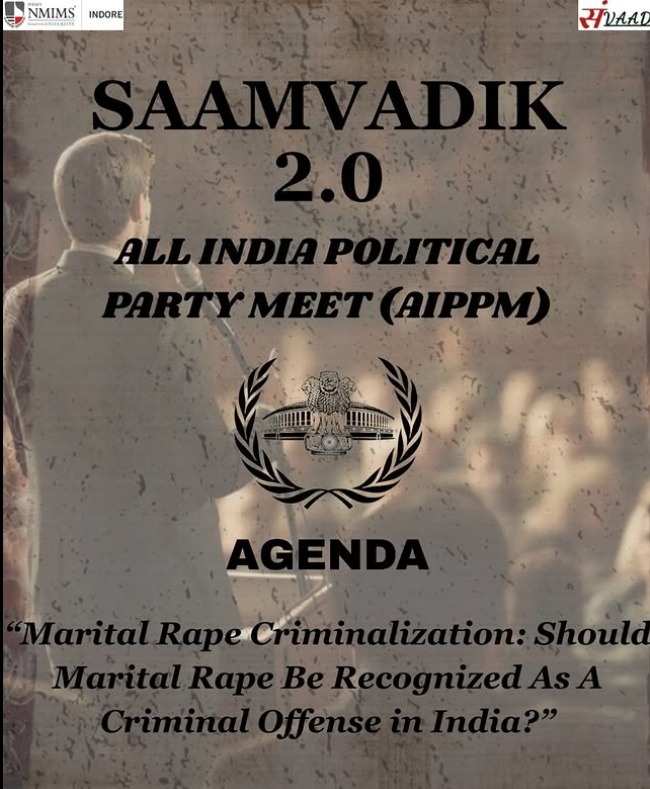 NMIMS
INDORE
संVAAD
SAAMVADIK
2.0
ALL INDIA POLITICAL
PARTY MEET (AIPPM)
AGENDA
“Marital Rape Criminalization: Should
Marital Rape Be Recognized As A
Criminal Offense in India?”